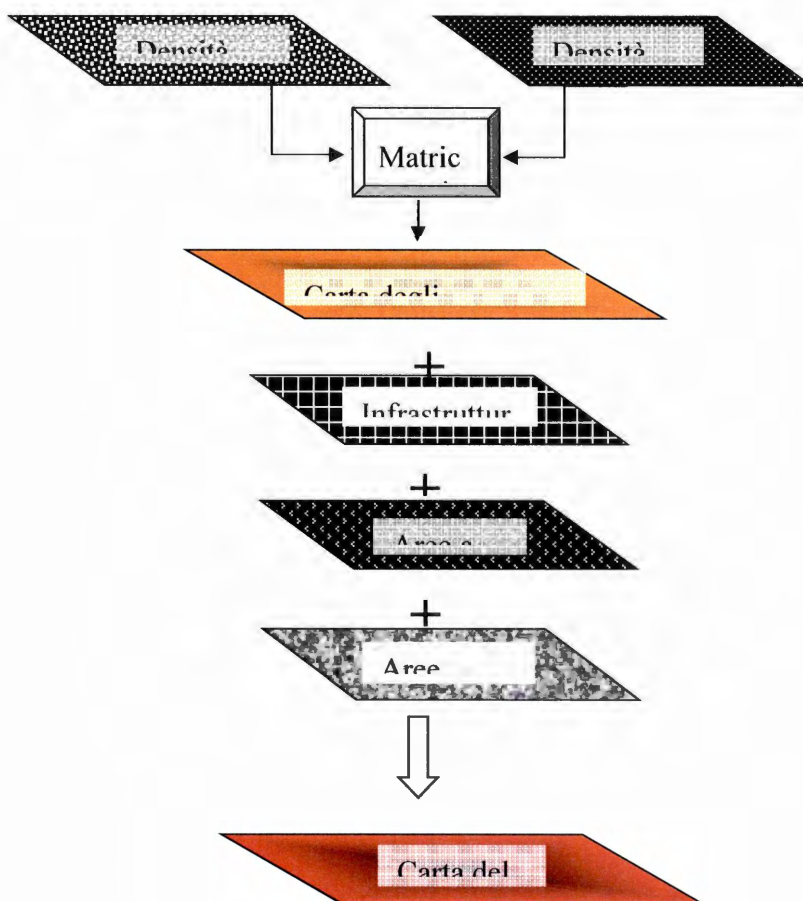 Densità
Densità
Matric
+
Carta degli
+
Infrastruttur
+
Aree a
+
Aree
Carta del